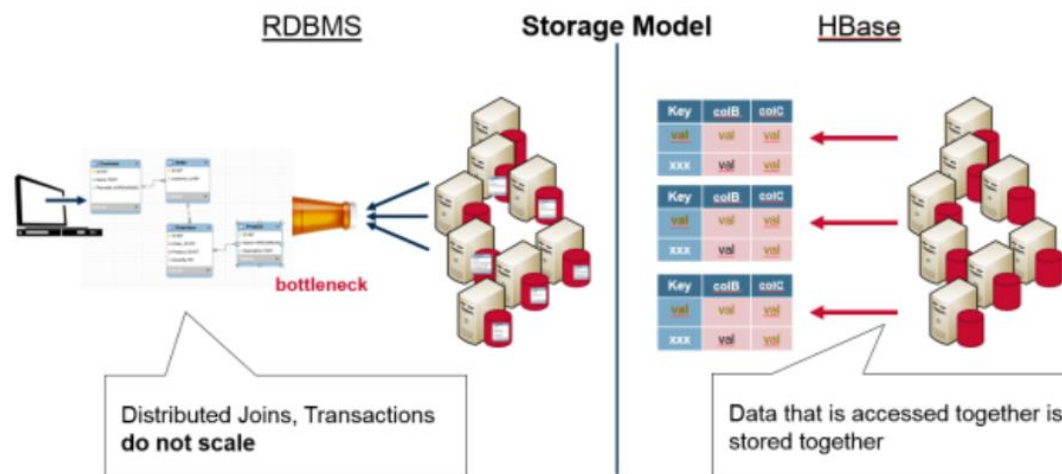 RDBMS
Storage Model
HBase
bottleneck
Key colB colC
val val val
xxx val val
Key colB colC
val val val
xxx val val
Key colB colC
val val val
xxx val val
Distributed Joins, Transactions
do not scale
Data that is accessed together is
stored together